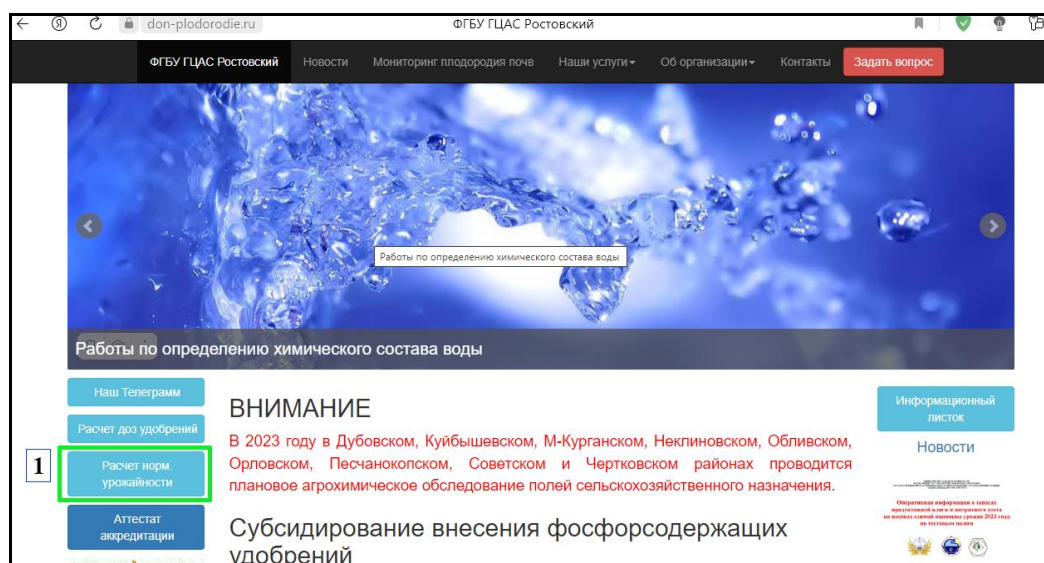 don-plodorodie.ru
ФГБУ ГЦАС Ростовский
ФГБУ ГЦАС Ростовский
Новости
Мониторинг плодородия почв
Наши услуги
Об организации
Контакты
Задать вопрос
Работы по определению химического состава воды
Работы по определению химического состава воды
Наш Телеграмм
Расчет доз удобрений
1
Расчет норм.
урожайности
Аттестат
аккредитации
ВНИМАНИЕ
В 2023 году в Дубовском, Куйбышевском, М-Курганском, Неклиновском, Обливском,
Орловском, Песчанокопском, Советском и Чертковском районах проводится
плановое агрохимическое обследование полей сельскохозяйственного назначения.
Субсидирование внесения фосфорсодержащих
удобрений
Информационный
листок
Новости
Оперативная информация о запасах
продуктивной влаги и нитратного азота
на посевах озимой пшеницы урожая 2023 года
по тестовым полям